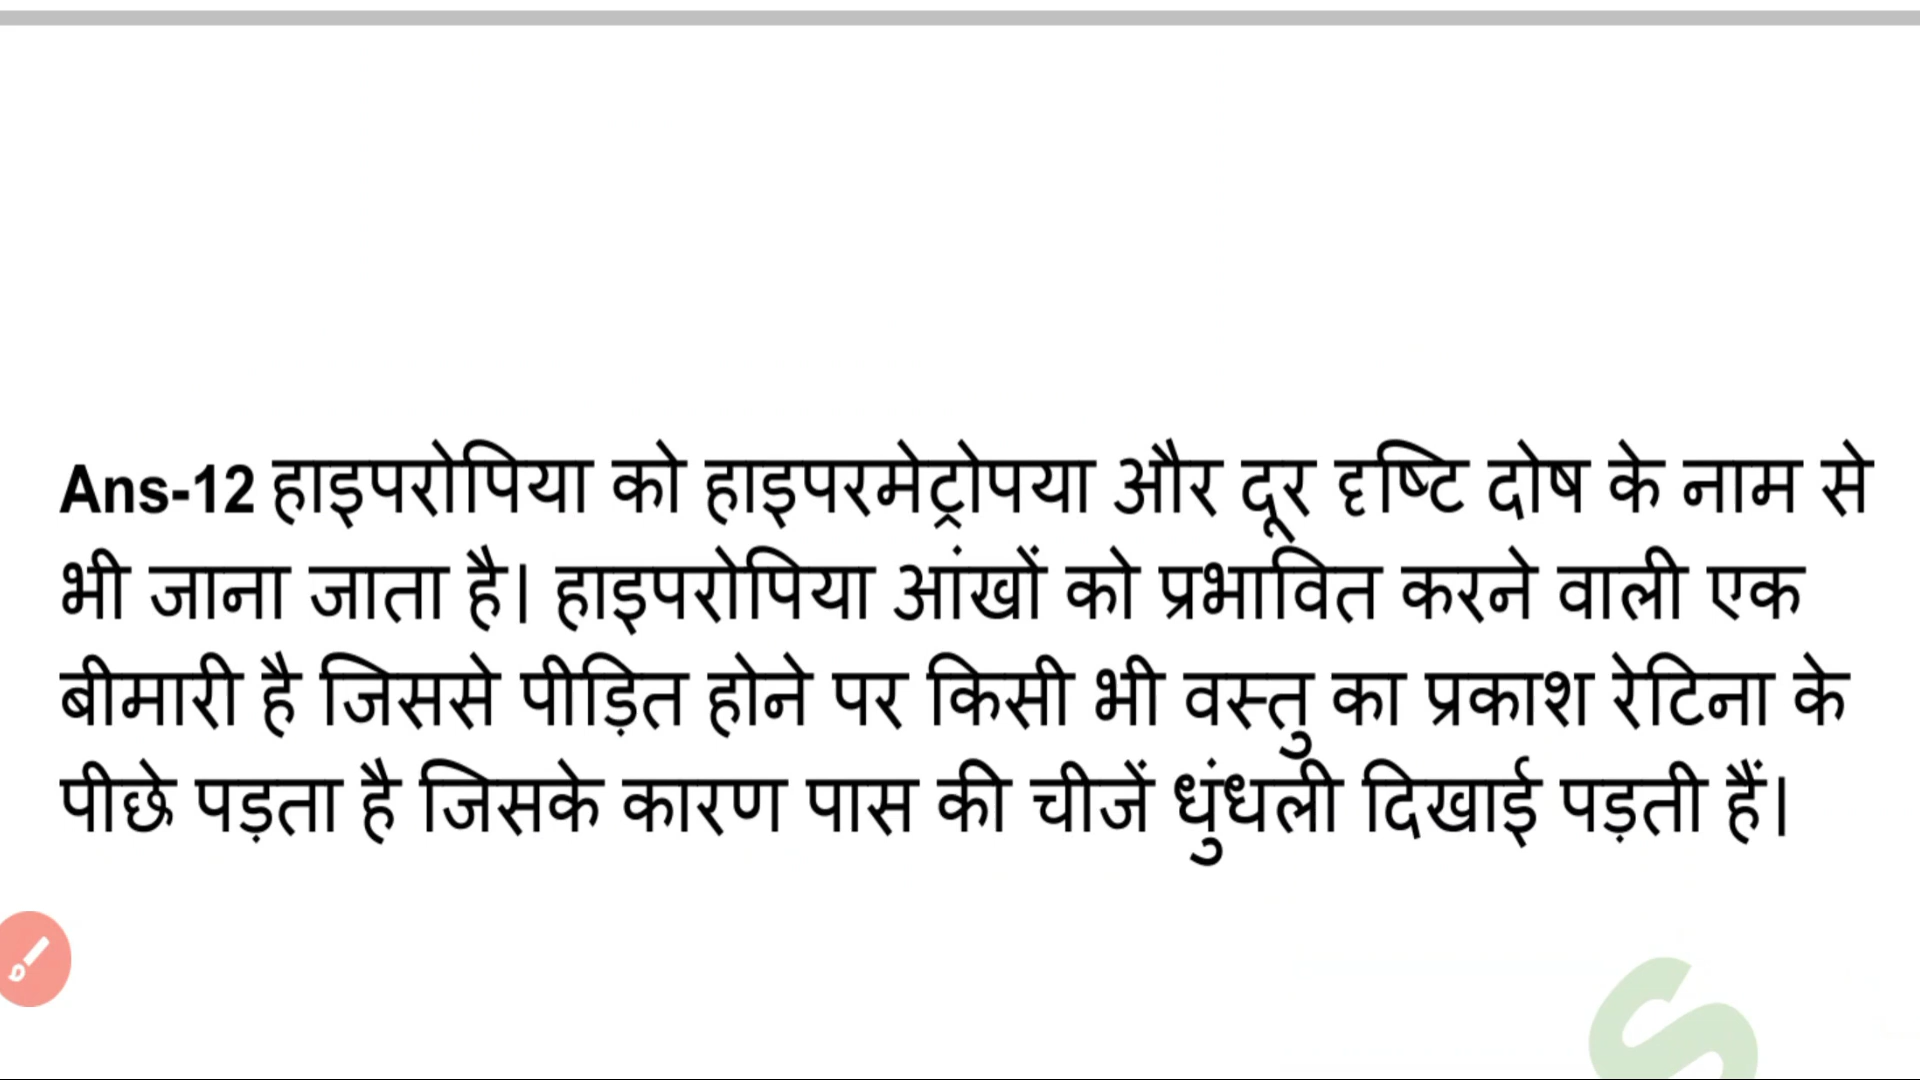 Ans-12 हाइपरोपिया को हाइपरमेट्रोपया और दूर दृष्टि दोष के नाम से
भी जाना जाता है। हाइपरोपिया आंखों को प्रभावित करने वाली एक
बीमारी है जिससे पीड़ित होने पर किसी भी वस्तु का प्रकाश रेटिना के
पीछे पड़ता है जिसके कारण पास की चीजें धुंधली दिखाई पड़ती हैं।
S